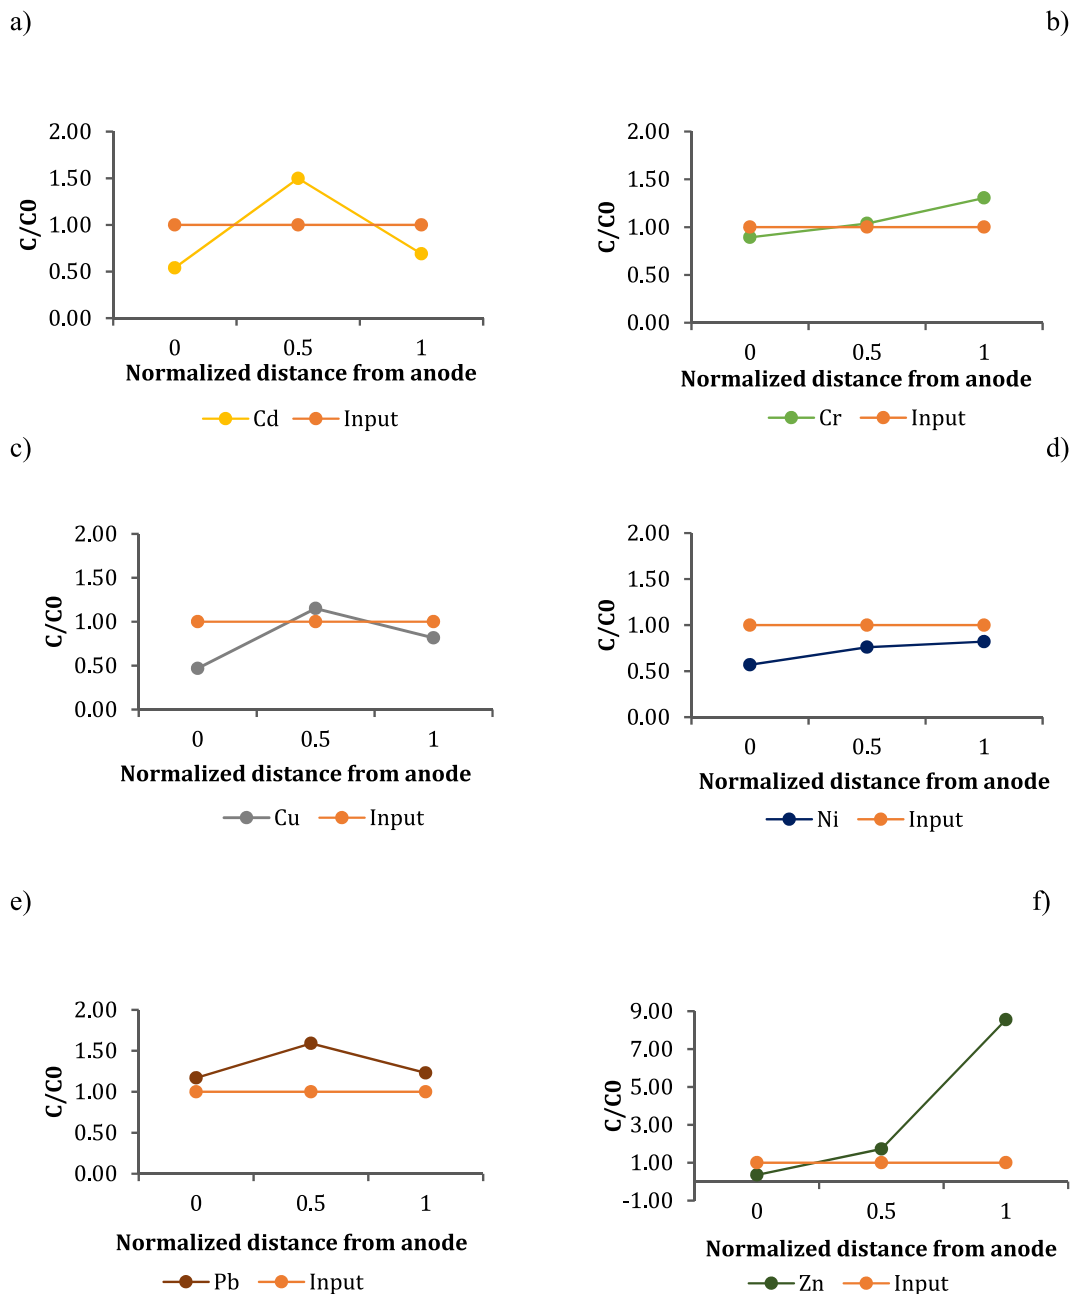 a)
b)
2.00
1.50
1.00
0.50
0.00
C/C0
0 0.5 1
Normalized distance from anode
Cd Input
2.00
1.50
1.00
0.50
0.00
C/C0
0 0.5 1
Normalized distance from anode
Cr Input
c)
d)
2.00
1.50
1.00
0.50
0.00
C/C0
0 0.5 1
Normalized distance from anode
Cu Input
2.00
1.50
1.00
0.50
0.00
C/C0
0 0.5 1
Normalized distance from anode
Ni Input
e)
f)
2.00
1.50
1.00
0.50
0.00
C/C0
0 0.5 1
Normalized distance from anode
Pb Input
9.00
7.00
5.00
3.00
1.00
-1.00
C/C0
0 0.5 1
Normalized distance from anode
Zn Input